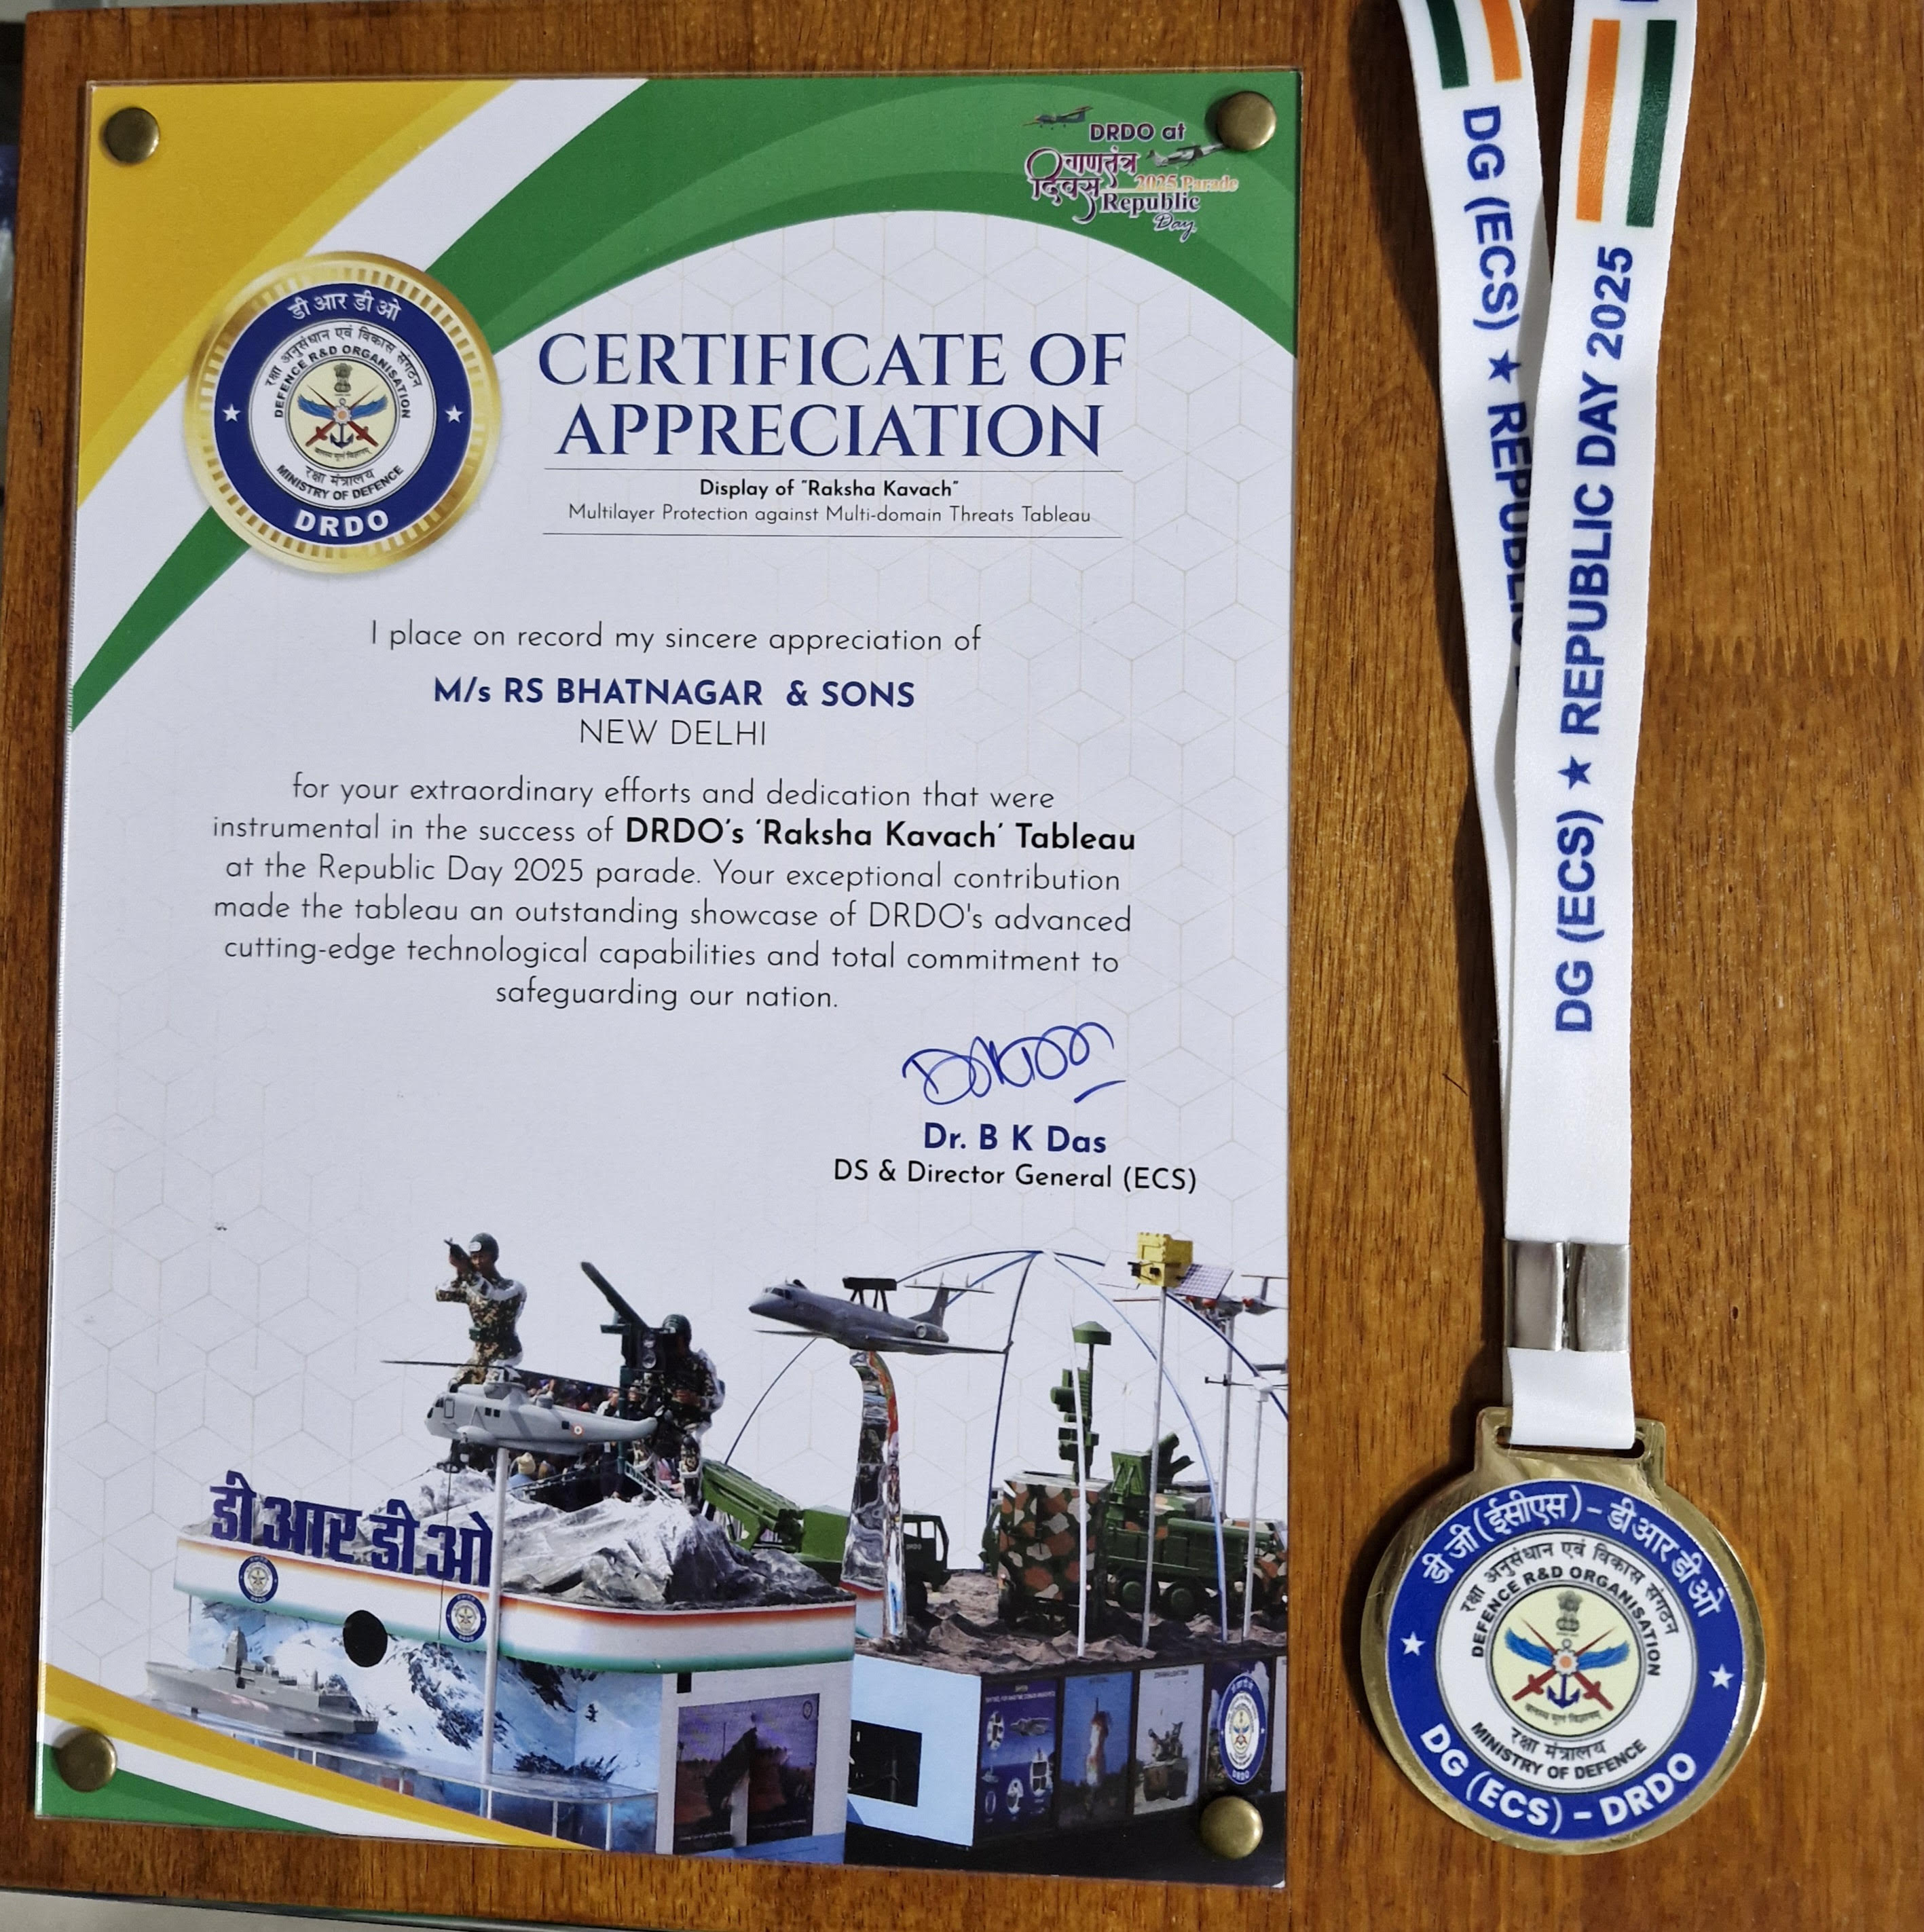 DRDO at
गणतंत्र
दिवस 2025 Parade
Republic
Day
डी आर डी ओ
रक्षा अनुसंधान एवं विकास संगठन
DEFENCE R&D ORGANISATION
रक्षा मंत्रालय
MINISTRY OF DEFENCE
DRDO
CERTIFICATE OF
APPRECIATION
Display of "Raksha Kavach"
Multilayer Protection against Multi-domain Threats Tableau
I place on record my sincere appreciation of
M/s RS BHATNAGAR & SONS
NEW DELHI
for your extraordinary efforts and dedication that were
instrumental in the success of DRDO's 'Raksha Kavach' Tableau
at the Republic Day 2025 parade. Your exceptional contribution
made the tableau an outstanding showcase of DRDO's advanced
cutting-edge technological capabilities and total commitment to
safeguarding our nation.
Dr. B K Das
DS & Director General (ECS)
डी आर डी ओ
DRDO
DRDO
DG (ECS) ★ REPUBLIC
DG (ECS) ★ REPUBLIC DAY 2025
डी जी (ईसीएस) - डी आर डी ओ
रक्षा अनुसंधान एवं विकास संगठन
DEFENCE R&D ORGANISATION
रक्षा मंत्रालय
MINISTRY OF DEFENCE
DG (ECS) - DRDO